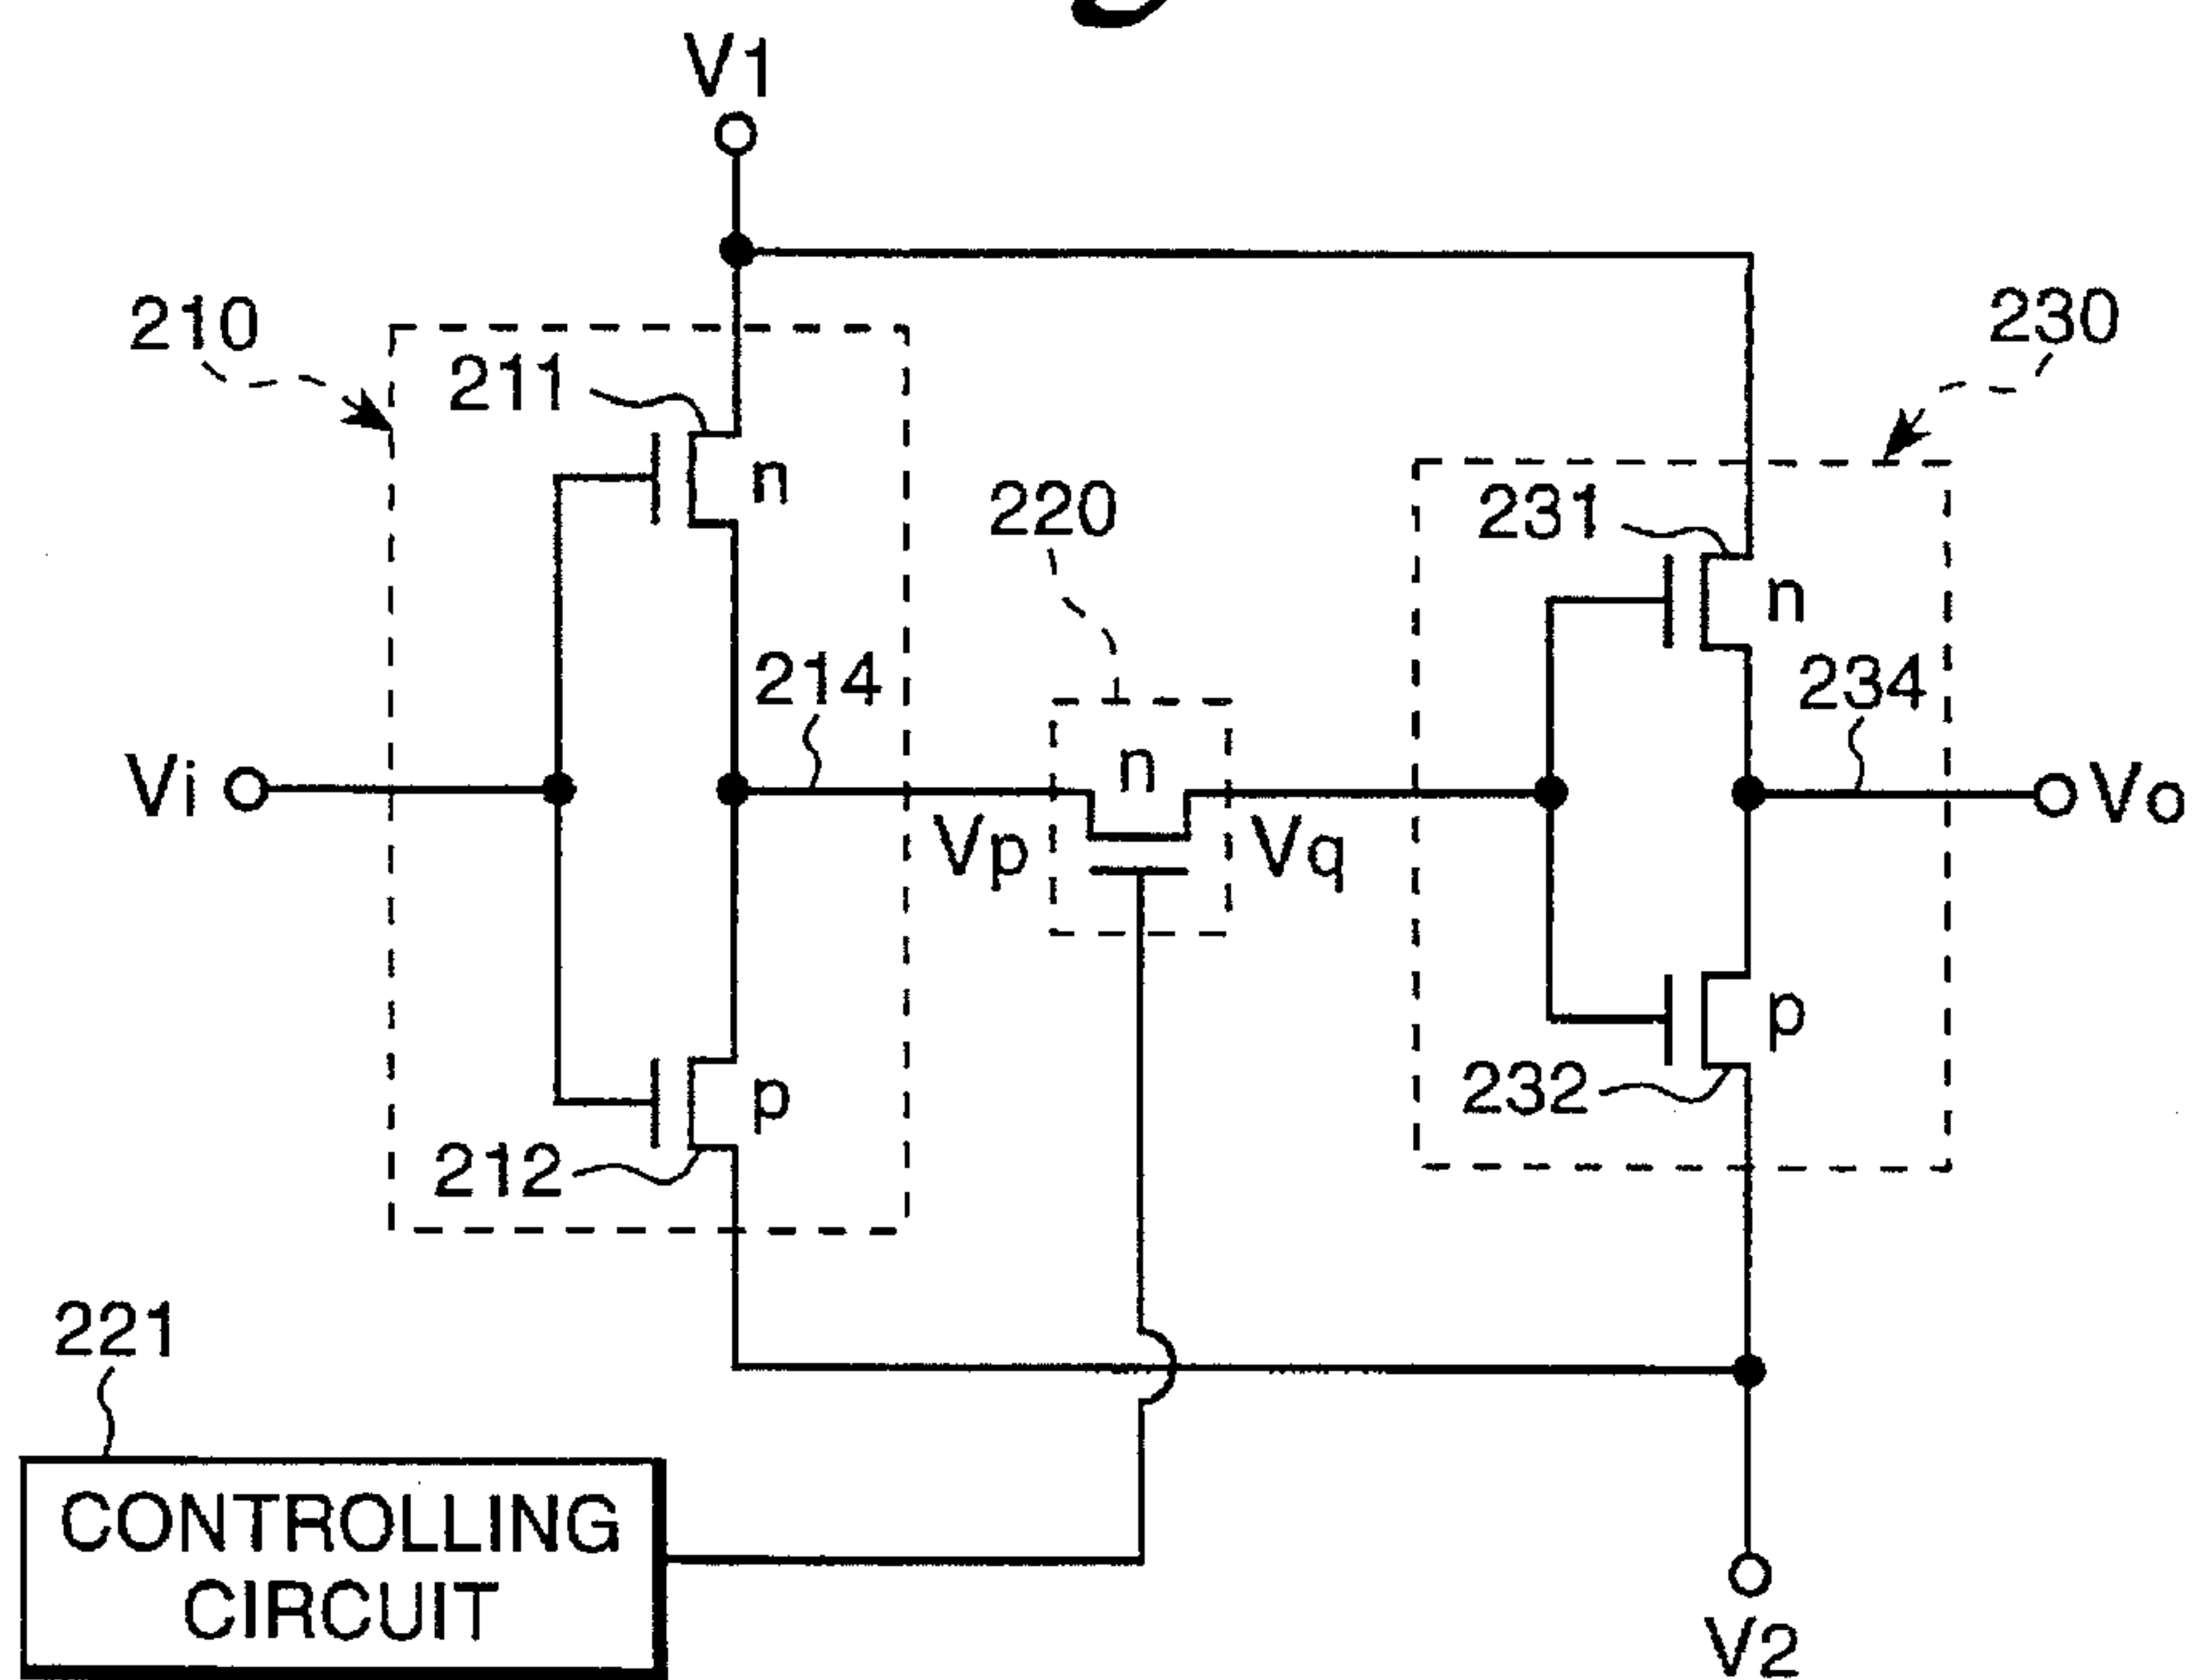 V1
210
211
n
230
220
231
n
214
234
Vi
n
Vp
Vq
Vo
p
212
p
232
221
CONTROLLING
CIRCUIT
V2